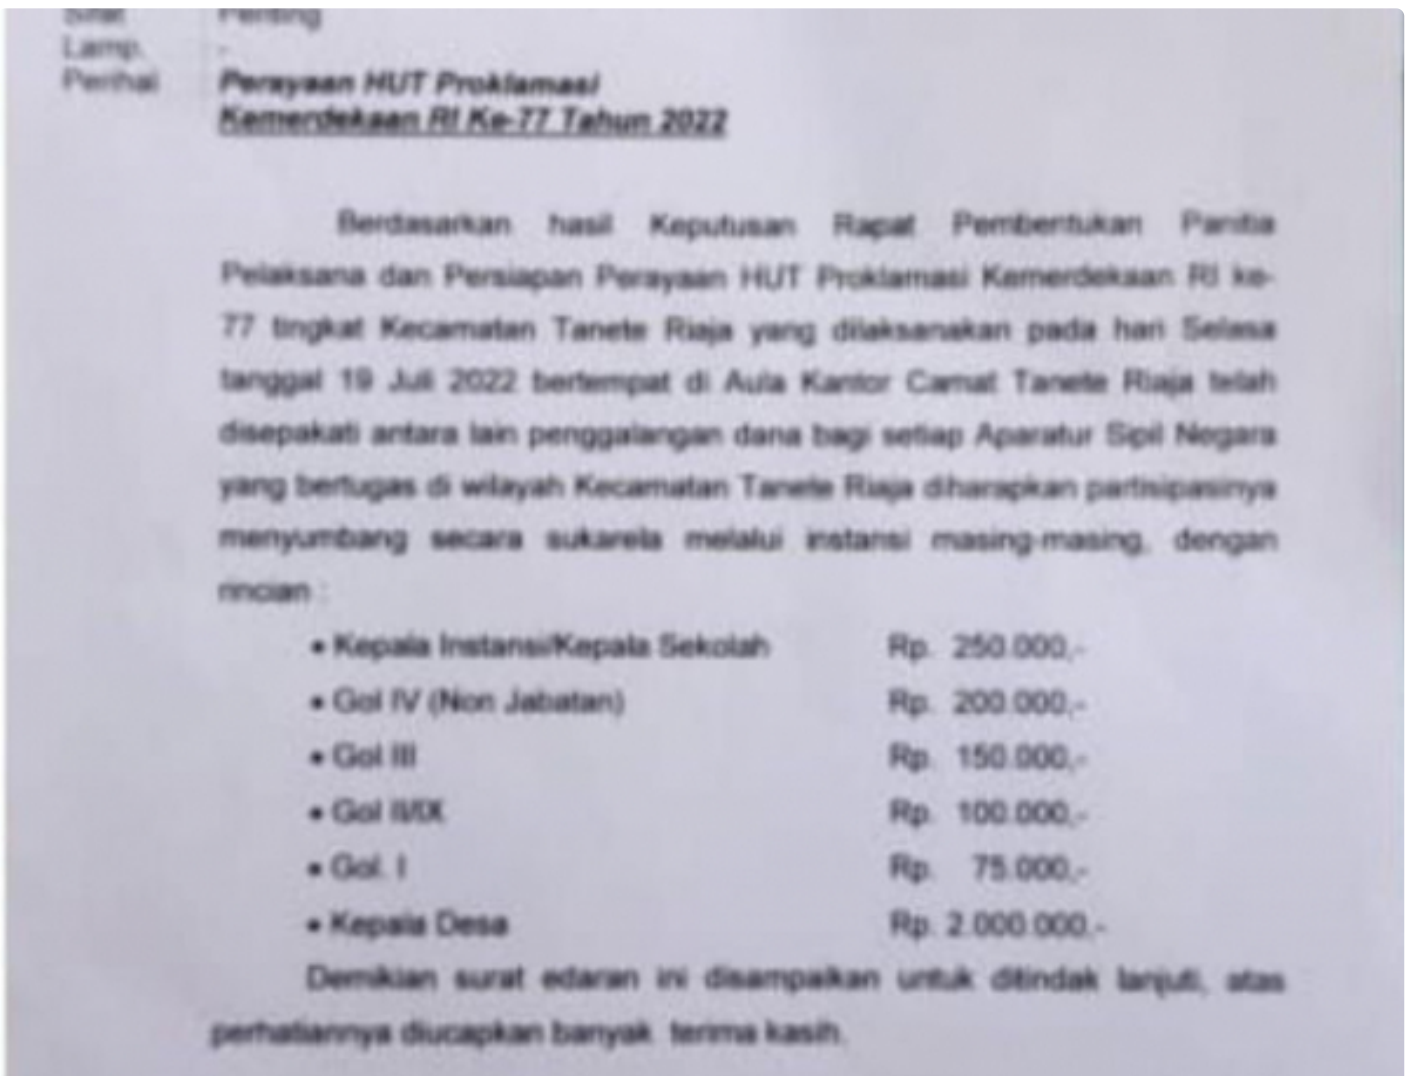 Sifat Penting
Lamp. -
Perihal Perayaan HUT Proklamasi
Kemerdekaan RI Ke-77 Tahun 2022
Berdasarkan hasil Keputusan Rapat Pembentukan Panitia
Pelaksana dan Persiapan Perayaan HUT Proklamasi Kemerdekaan RI ke-
77 tingkat Kecamatan Tanete Riaja yang dilaksanakan pada hari Selasa
tanggal 19 Juli 2022 bertempat di Aula Kantor Camat Tanete Riaja telah
disepakati antara lain penggalangan dana bagi setiap Aparatur Sipil Negara
yang bertugas di wilayah Kecamatan Tanete Riaja diharapkan partisipasinya
menyumbang secara sukarela melalui instansi masing-masing, dengan
rincian :
• Kepala Instansi/Kepala Sekolah Rp. 250.000,-
• Gol IV (Non Jabatan) Rp. 200.000,-
• Gol III Rp. 150.000,-
• Gol II/IX Rp. 100.000,-
• Gol. I Rp. 75.000,-
• Kepala Desa Rp. 2.000.000,-
Demikian surat edaran ini disampaikan untuk ditindak lanjuti, atas
perhatiannya diucapkan banyak terima kasih.